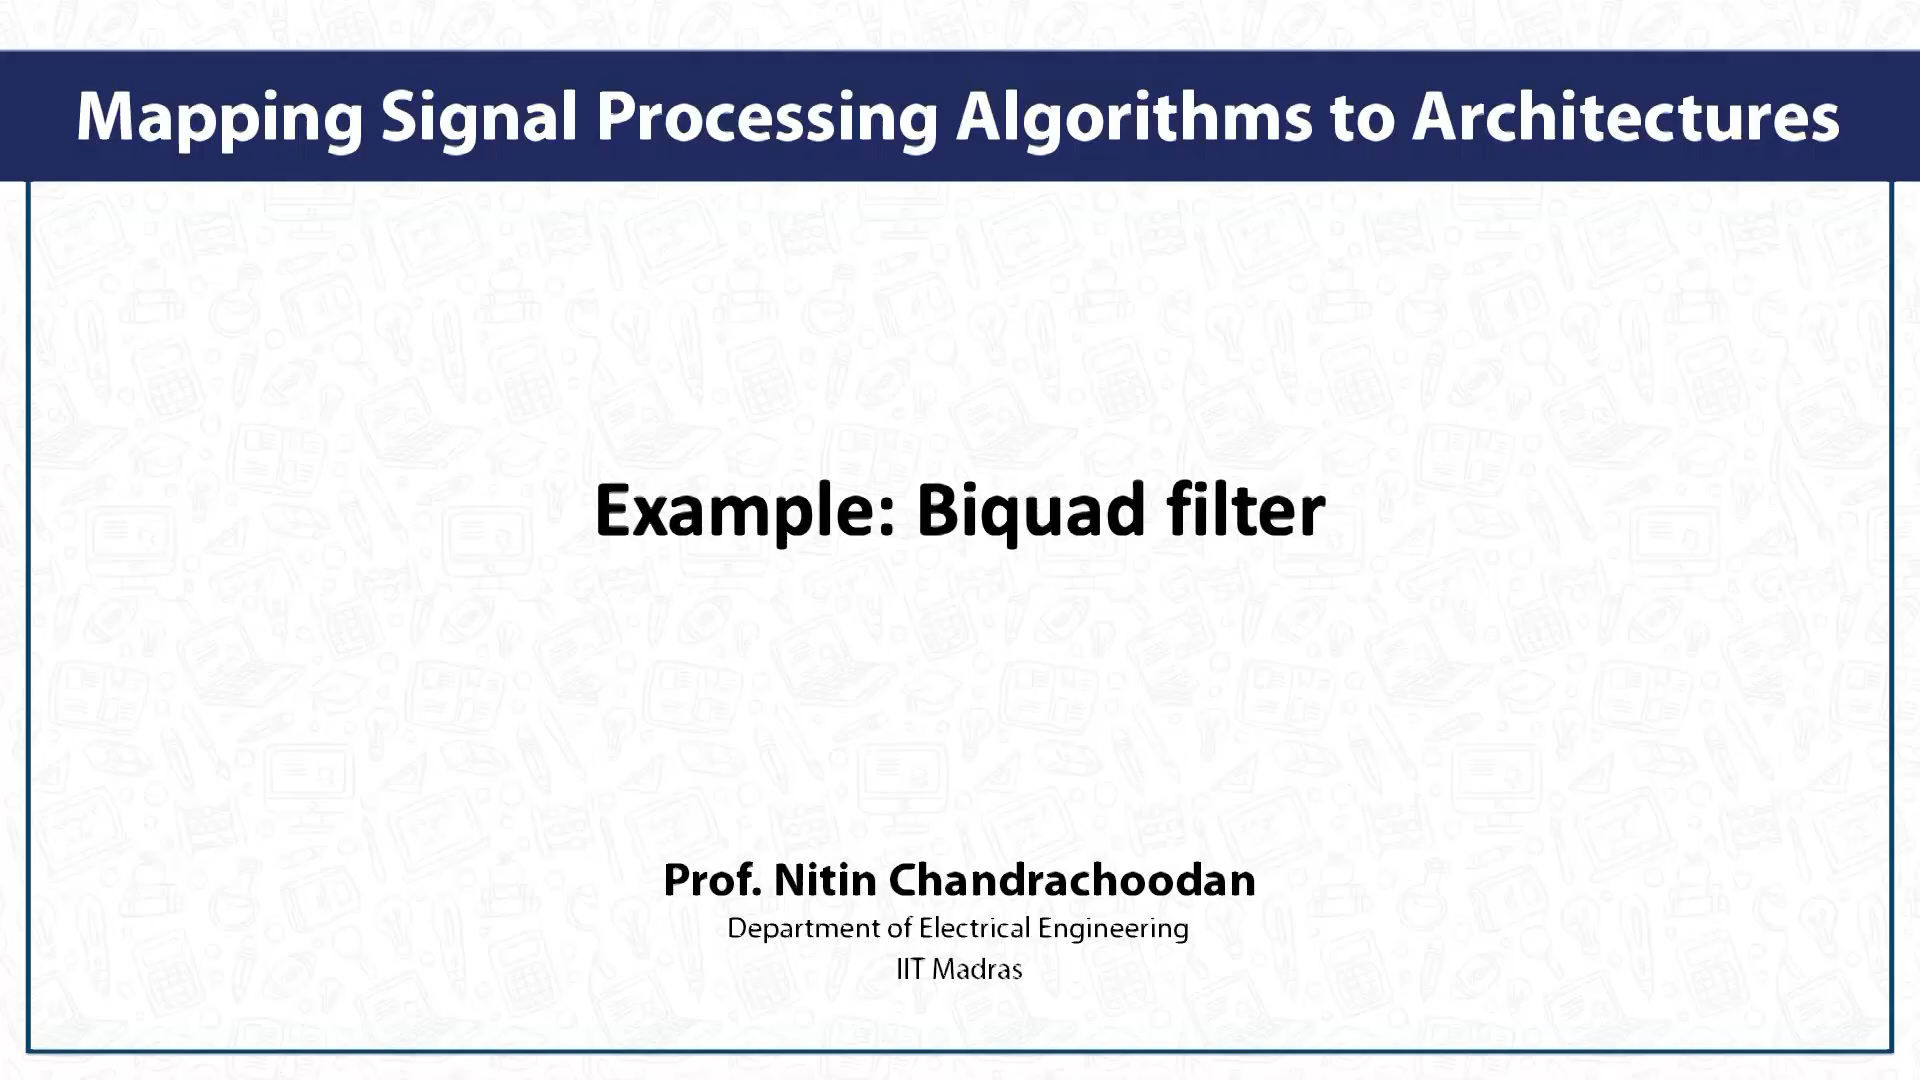 Mapping Signal Processing Algorithms to Architectures
Example: Biquad filter
Prof. Nitin Chandrachoodan
Department of Electrical Engineering
IIT Madras